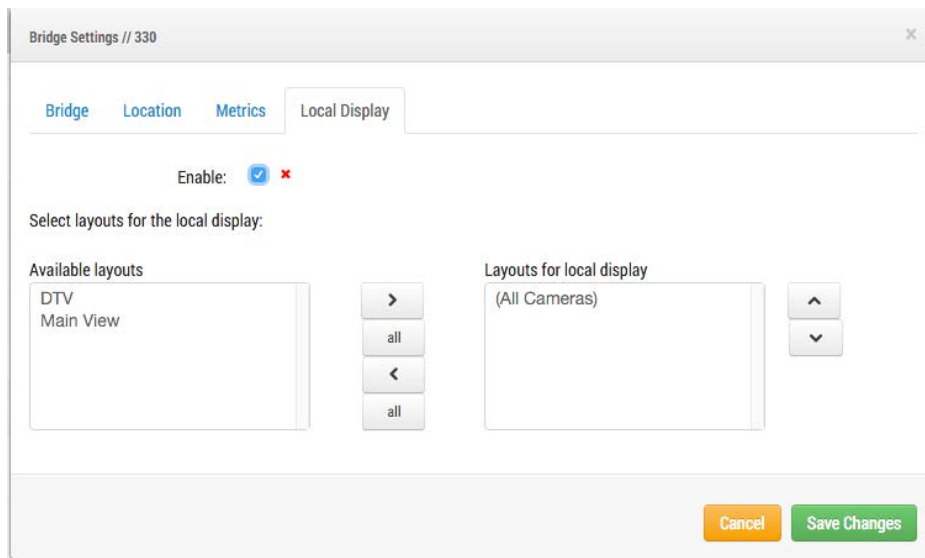 Bridge Settings // 330
Bridge Location Metrics Local Display
Enable:
Select layouts for the local display:
Available layouts
DTV
Main View
all
all
Layouts for local display
(All Cameras)
Cancel Save Changes